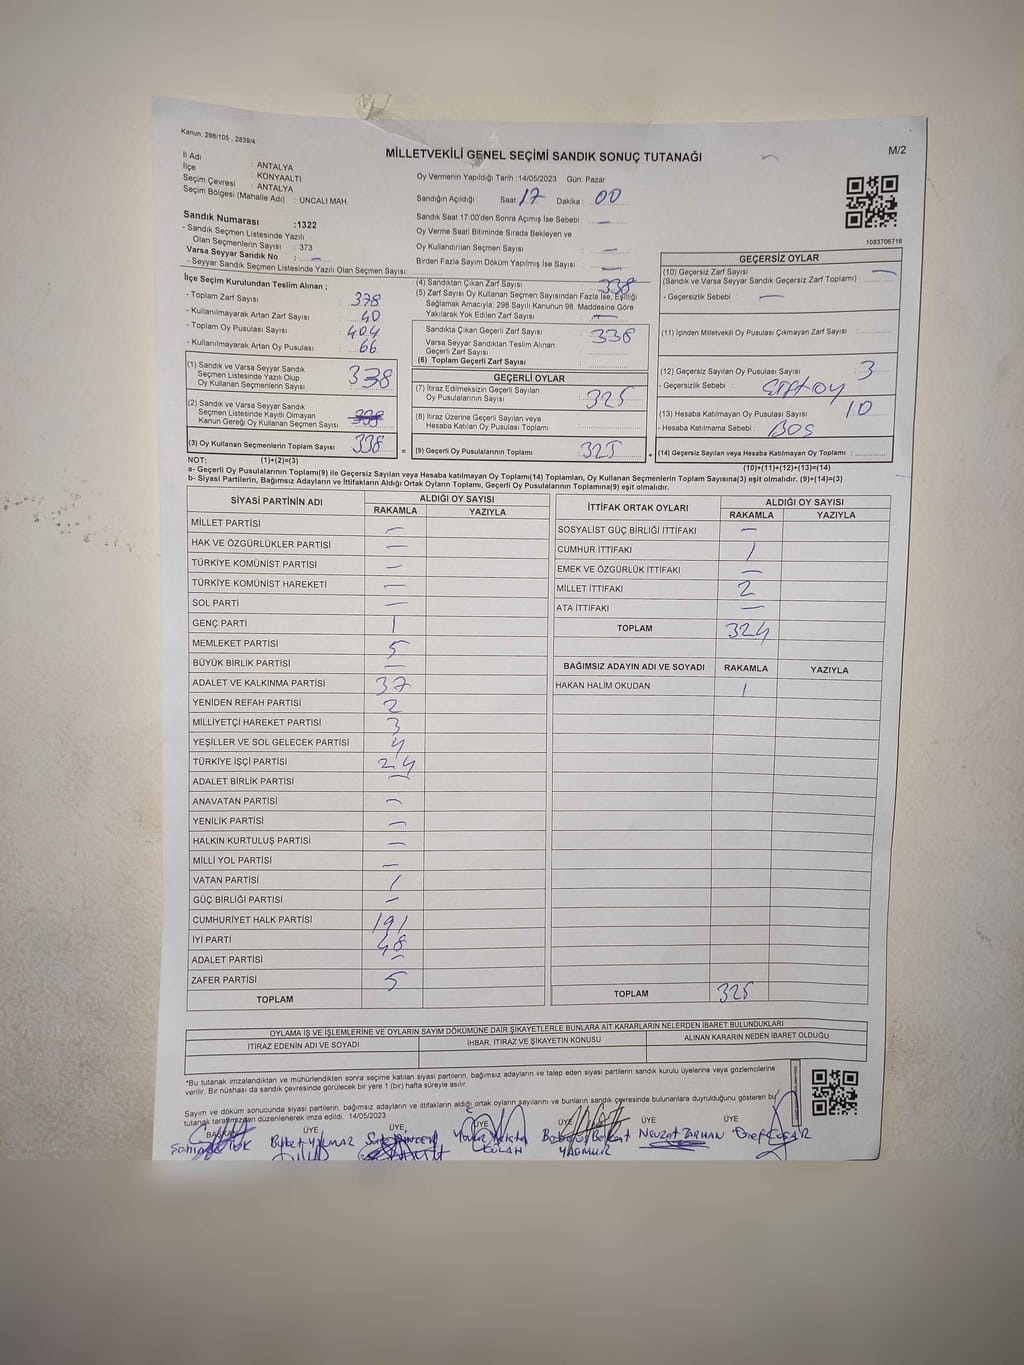 Kanun: 298/105 , 2839/4
MİLLETVEKİLİ GENEL SEÇİMİ SANDIK SONUÇ TUTANAĞI
M/2
İl Adı : ANTALYA
İlçe : KONYAALTI
Seçim Çevresi : ANTALYA
Seçim Bölgesi (Mahalle Adı) : UNCALI MAH.
Sandık Numarası :1322
- Sandık Seçmen Listesinde Yazılı
Olan Seçmenlerin Sayısı : 373
Varsa Seyyar Sandık No : —
- Seyyar Sandık Seçmen Listesinde Yazılı Olan Seçmen Sayısı:
Oy Vermenin Yapıldığı Tarih :14/05/2023 Gün: Pazar
Sandığın Açıldığı Saat: 17 Dakika : 00
Sandık Saat 17:00'den Sonra Açımış İse Sebebi : —
Oy Verme Saati Bitiminde Sırada Bekleyen ve
Oy Kullandırılan Seçmen Sayısı : —
Birden Fazla Sayım Döküm Yapılmış İse Sayısı : —
1083706716
İlçe Seçim Kurulundan Teslim Alınan ;
- Toplam Zarf Sayısı : 378
- Kullanılmayarak Artan Zarf Sayısı : 40
- Toplam Oy Pusulası Sayısı : 404
- Kullanılmayarak Artan Oy Pusulası : 66
(1) Sandık ve Varsa Seyyar Sandık
Seçmen Listesinde Yazılı Olup
Oy Kullanan Seçmenlerin Sayısı : 338
(2) Sandık ve Varsa Seyyar Sandık
Seçmen Listesinde Kayıtlı Olmayan
Kanun Gereği Oy Kullanan Seçmen Sayısı :
(3) Oy Kullanan Seçmenlerin Toplam Sayısı : 338
(4) Sandıktan Çıkan Zarf Sayısı : 338
(5) Zarf Sayısı Oy Kullanan Seçmen Sayısından Fazla İse, Eşitliği
Sağlamak Amacıyla; 298 Sayılı Kanunun 98. Maddesine Göre
Yakılarak Yok Edilen Zarf Sayısı : —
Sandıkta Çıkan Geçerli Zarf Sayısı : 338
Varsa Seyyar Sandıktan Teslim Alınan
Geçerli Zarf Sayısı :
(6) Toplam Geçerli Zarf Sayısı :
GEÇERLİ OYLAR
(7) İtiraz Edilmeksizin Geçerli Sayılan
Oy Pusulalarının Sayısı : 325
(8) İtiraz Üzerine Geçerli Sayılan veya
Hesaba Katılan Oy Pusulası Toplamı :
(9) Geçerli Oy Pusulalarının Toplamı : 325
GEÇERSİZ OYLAR
(10) Geçersiz Zarf Sayısı
(Sandık ve Varsa Seyyar Sandık Geçersiz Zarf Toplamı) : —
- Geçersizlik Sebebi : —
(11) İçinden Milletvekili Oy Pusulası Çıkmayan Zarf Sayısı :
(12) Geçersiz Sayılan Oy Pusulası Sayısı : 3
- Geçersizlik Sebebi :
(13) Hesaba Katılmayan Oy Pusulası Sayısı : 10
- Hesaba Katılmama Sebebi : BOŞ
(14) Geçersiz Sayılan veya Hesaba Katılmayan Oy Toplamı :
NOT: (1)+(2)=(3)
(10)+(11)+(12)+(13)=(14)
a- Geçerli Oy Pusulalarının Toplamı(9) ile Geçersiz Sayılan veya Hesaba katılmayan Oy Toplamı(14) Toplamları, Oy Kullanan Seçmenlerin Toplam Sayısına(3) eşit olmalıdır. (9)+(14)=(3)
b- Siyasi Partilerin, Bağımsız Adayların ve İttifakların Aldığı Ortak Oyların Toplamı, Geçerli Oy Pusulalarının Toplamına(9) eşit olmalıdır.
SİYASİ PARTİNİN ADI ALDIĞI OY SAYISI
RAKAMLA YAZIYLA
MİLLET PARTİSİ —
HAK VE ÖZGÜRLÜKLER PARTİSİ —
TÜRKİYE KOMÜNİST PARTİSİ —
TÜRKİYE KOMÜNİST HAREKETİ —
SOL PARTİ —
GENÇ PARTİ 1
MEMLEKET PARTİSİ 5
BÜYÜK BİRLİK PARTİSİ —
ADALET VE KALKINMA PARTİSİ 37
YENİDEN REFAH PARTİSİ 2
MİLLİYETÇİ HAREKET PARTİSİ 3
YEŞİLLER VE SOL GELECEK PARTİSİ 4
TÜRKİYE İŞÇİ PARTİSİ 24
ADALET BİRLİK PARTİSİ —
ANAVATAN PARTİSİ —
YENİLİK PARTİSİ —
HALKIN KURTULUŞ PARTİSİ —
MİLLİ YOL PARTİSİ —
VATAN PARTİSİ 1
GÜÇ BİRLİĞİ PARTİSİ —
CUMHURİYET HALK PARTİSİ 191
İYİ PARTİ 48
ADALET PARTİSİ —
ZAFER PARTİSİ 5
TOPLAM
İTTİFAK ORTAK OYLARI ALDIĞI OY SAYISI
RAKAMLA YAZIYLA
SOSYALİST GÜÇ BİRLİĞİ İTTİFAKI —
CUMHUR İTTİFAKI 1
EMEK VE ÖZGÜRLÜK İTTİFAKI —
MİLLET İTTİFAKI 2
ATA İTTİFAKI —
TOPLAM 324
BAĞIMSIZ ADAYIN ADI VE SOYADI RAKAMLA YAZIYLA
HAKAN HALİM OKUDAN 1
TOPLAM 325
OYLAMA İŞ VE İŞLEMLERİNE VE OYLARIN SAYIM DÖKÜMÜNE DAİR ŞİKAYETLERLE BUNLARA AİT KARARLARIN NELERDEN İBARET BULUNDUKLARI
İTİRAZ EDENİN ADI VE SOYADI İHBAR, İTİRAZ VE ŞİKAYETİN KONUSU ALINAN KARARIN NEDEN İBARET OLDUĞU
*Bu tutanak imzalandıktan ve mühürlendikten sonra seçime katılan siyasi partilerin, bağımsız adayların ve talep eden siyasi partilerin sandık kurulu üyelerine veya gözlemcilerine
verilir. Bir nüshası da sandık çevresinde görülecek bir yere 1 (bir) hafta süreyle asılır.
Sayım ve döküm sonucunda siyasi partilerin, bağımsız adayların ve ittifakların aldığı ortak oyların sayılarını ve bunların sandık çevresinde bulunanlara duyrulduğunu gösteren bu
tutanak tarafımızdan düzenlenerek imza edildi. 14/05/2023
BAŞKAN ÜYE ÜYE ÜYE ÜYE ÜYE ÜYE
Buket YILMAZ Nevzat TARHAN
YAĞMUR